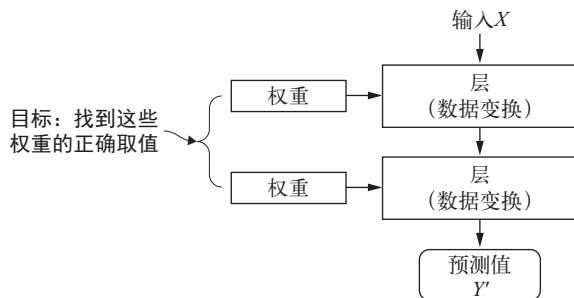 输入X
权重
层
(数据变换)
目标：找到这些
权重的正确取值
权重
层
(数据变换)
预测值
Y′